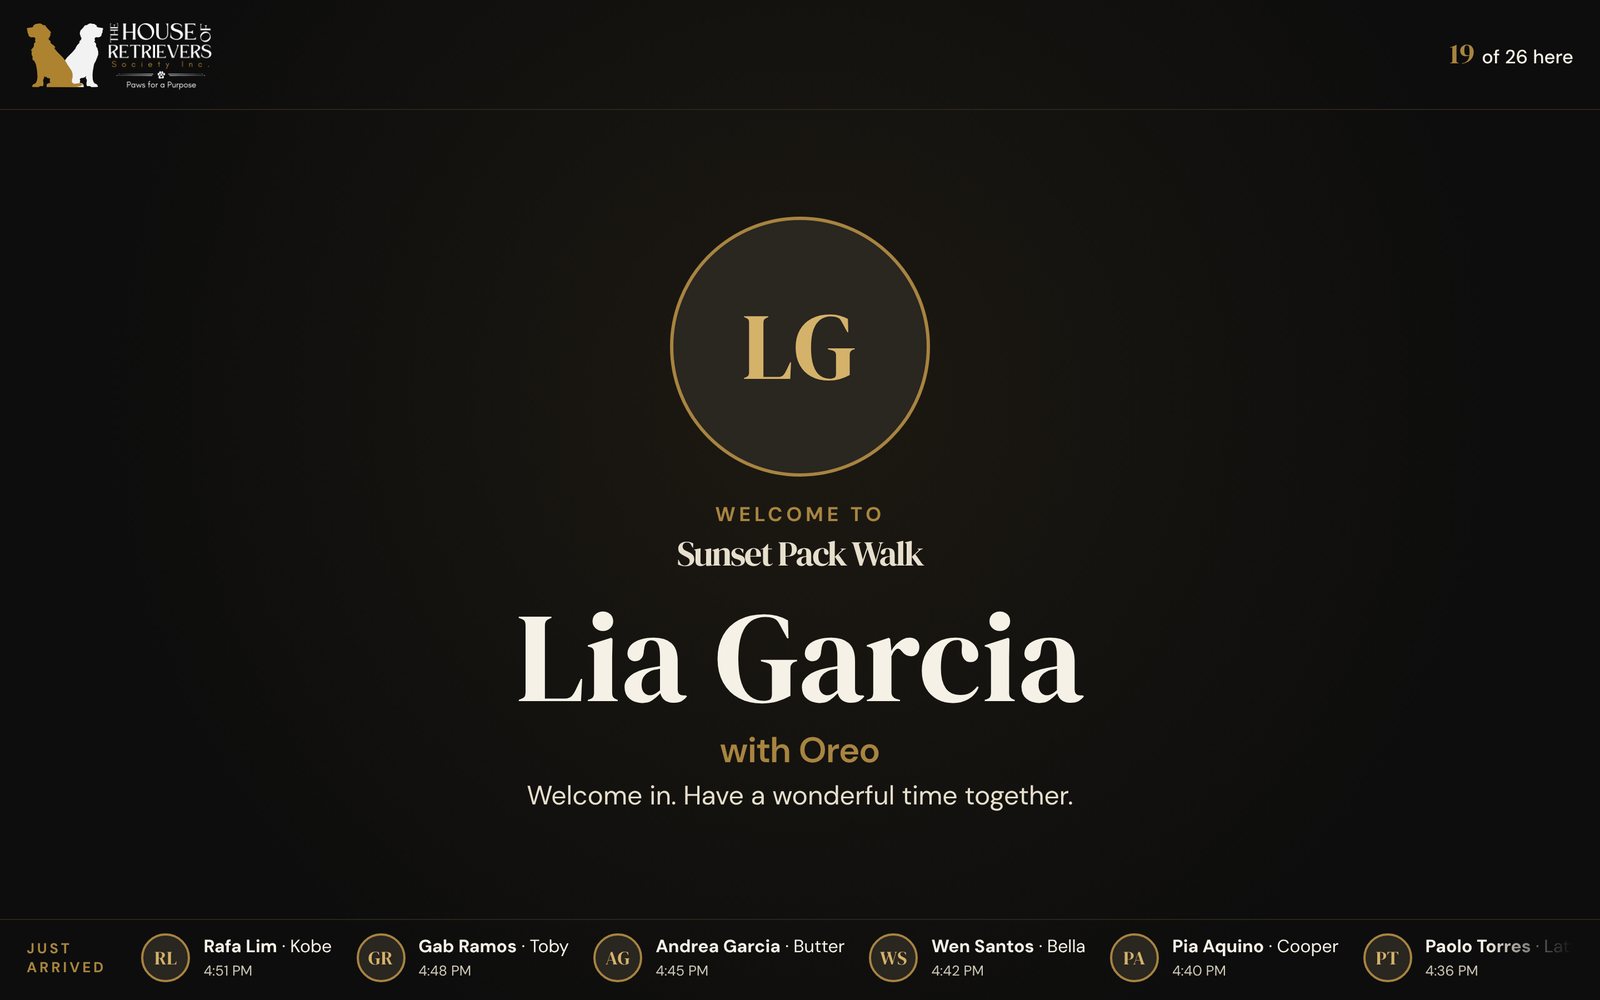 THE HOUSE OF
RETRIEVERS
Society Inc.
Paws for a Purpose
19 of 26 here
LG
WELCOME TO
Sunset Pack Walk
Lia Garcia
with Oreo
Welcome in. Have a wonderful time together.
JUST
ARRIVED
RL
Rafa Lim · Kobe
4:51 PM
GR
Gab Ramos · Toby
4:48 PM
AG
Andrea Garcia · Butter
4:45 PM
WS
Wen Santos · Bella
4:42 PM
PA
Pia Aquino · Cooper
4:40 PM
PT
Paolo Torres ·
4:36 PM